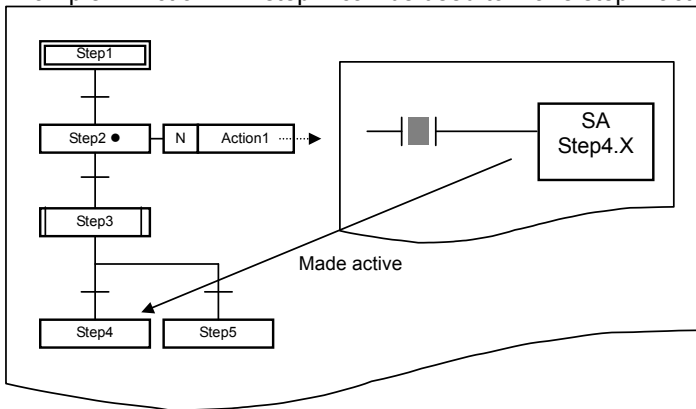 Step1
Step2 ● N Action1
SA
Step4.X
Step3
Made active
Step4 Step5